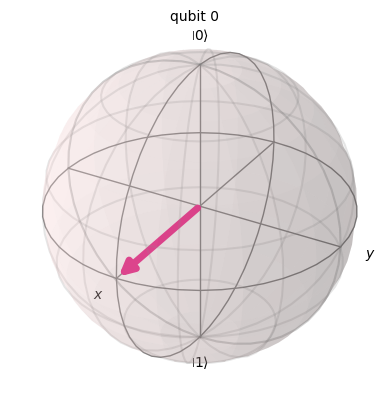 qubit 0
|0⟩
x
y
|1⟩